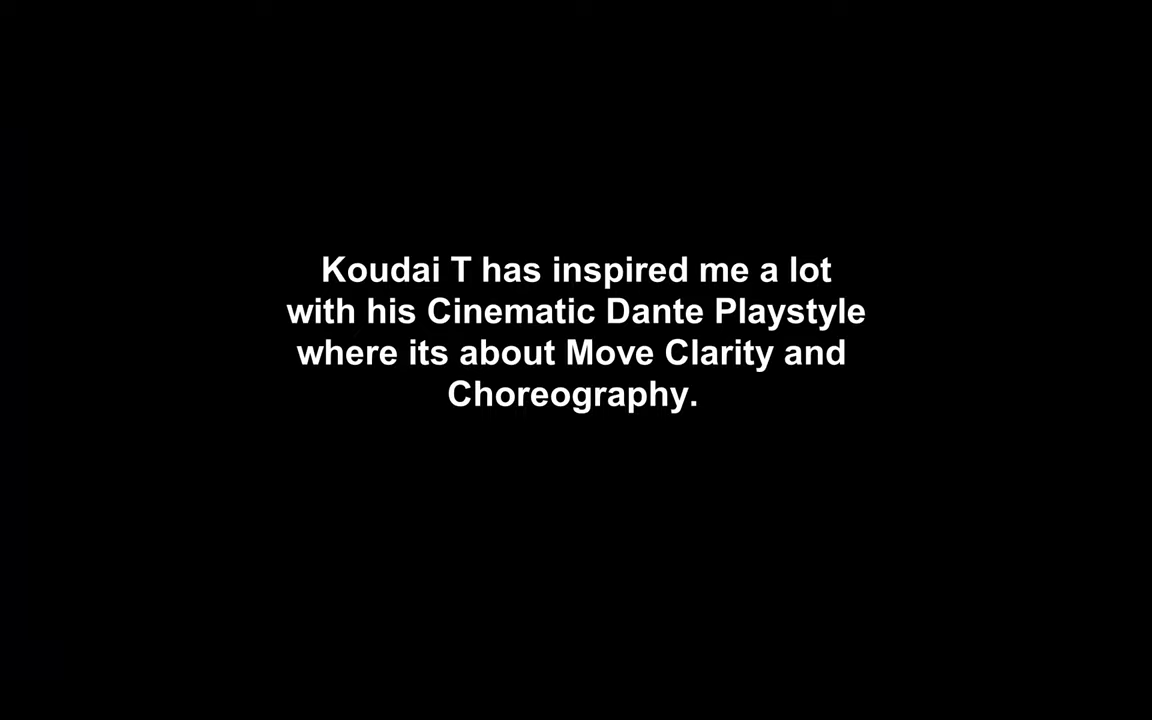 Koudai T has inspired me a lot
with his Cinematic Dante Playstyle
where its about Move Clarity and
Choreography.